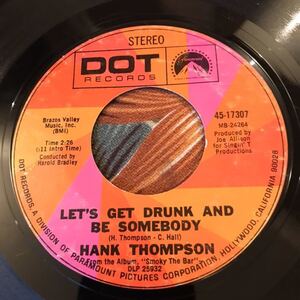 STEREO
DOT
RECORDS
Brazos Valley
Music, Inc.
(BMI)
Time 2:26
(:11 Intro Time)
Conducted by
Harold Bradley
45-17307
MB-24264
Produced by
Joe Allison
for Singin' T
Productions
LET'S GET DRUNK AND
BE SOMEBODY
(H. Thompson - C. Hall)
HANK THOMPSON
From the Album, "Smoky The Bar"
DLP 25932
DOT RECORDS, A DIVISION OF PARAMOUNT PICTURES CORPORATION, HOLLYWOOD, CALIFORNIA 90028